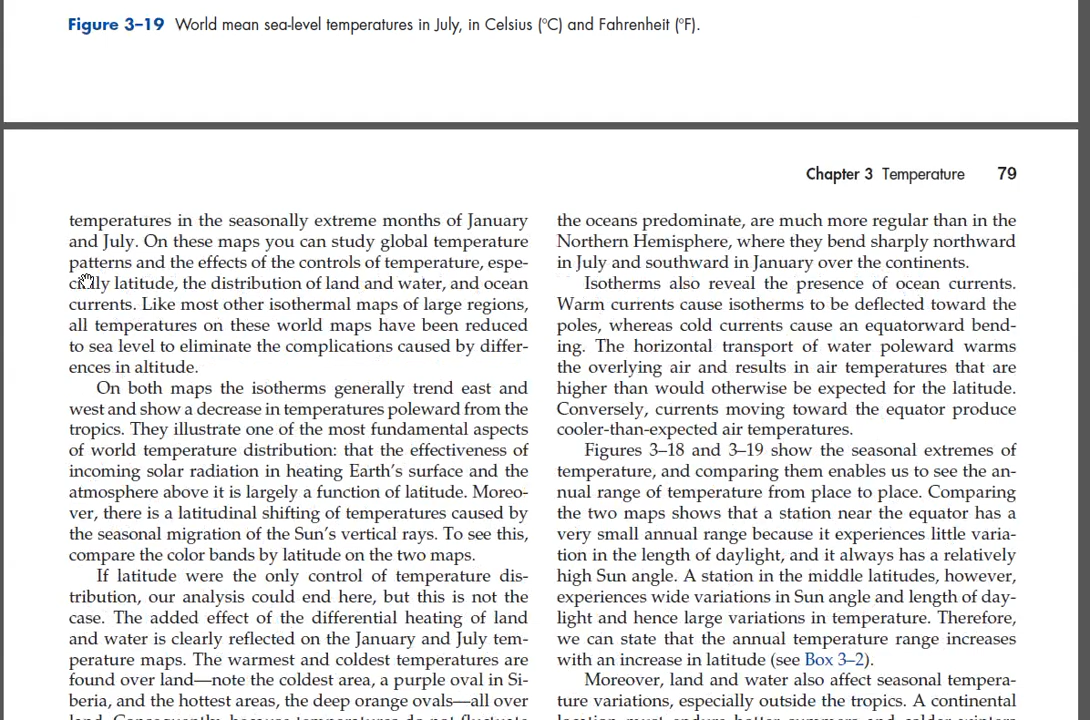 Figure 3–19 World mean sea-level temperatures in July, in Celsius (°C) and Fahrenheit (°F).
Chapter 3 Temperature 79
temperatures in the seasonally extreme months of January
and July. On these maps you can study global temperature
patterns and the effects of the controls of temperature, espe-
cially latitude, the distribution of land and water, and ocean
currents. Like most other isothermal maps of large regions,
all temperatures on these world maps have been reduced
to sea level to eliminate the complications caused by differ-
ences in altitude.
On both maps the isotherms generally trend east and
west and show a decrease in temperatures poleward from the
tropics. They illustrate one of the most fundamental aspects
of world temperature distribution: that the effectiveness of
incoming solar radiation in heating Earth's surface and the
atmosphere above it is largely a function of latitude. Moreo-
ver, there is a latitudinal shifting of temperatures caused by
the seasonal migration of the Sun's vertical rays. To see this,
compare the color bands by latitude on the two maps.
If latitude were the only control of temperature dis-
tribution, our analysis could end here, but this is not the
case. The added effect of the differential heating of land
and water is clearly reflected on the January and July tem-
perature maps. The warmest and coldest temperatures are
found over land—note the coldest area, a purple oval in Si-
beria, and the hottest areas, the deep orange ovals—all over
land. Consequently, because temperatures do not fluctuate
the oceans predominate, are much more regular than in the
Northern Hemisphere, where they bend sharply northward
in July and southward in January over the continents.
Isotherms also reveal the presence of ocean currents.
Warm currents cause isotherms to be deflected toward the
poles, whereas cold currents cause an equatorward bend-
ing. The horizontal transport of water poleward warms
the overlying air and results in air temperatures that are
higher than would otherwise be expected for the latitude.
Conversely, currents moving toward the equator produce
cooler-than-expected air temperatures.
Figures 3–18 and 3–19 show the seasonal extremes of
temperature, and comparing them enables us to see the an-
nual range of temperature from place to place. Comparing
the two maps shows that a station near the equator has a
very small annual range because it experiences little varia-
tion in the length of daylight, and it always has a relatively
high Sun angle. A station in the middle latitudes, however,
experiences wide variations in Sun angle and length of day-
light and hence large variations in temperature. Therefore,
we can state that the annual temperature range increases
with an increase in latitude (see Box 3–2).
Moreover, land and water also affect seasonal tempera-
ture variations, especially outside the tropics. A continental
location must endure hotter summers and colder winters